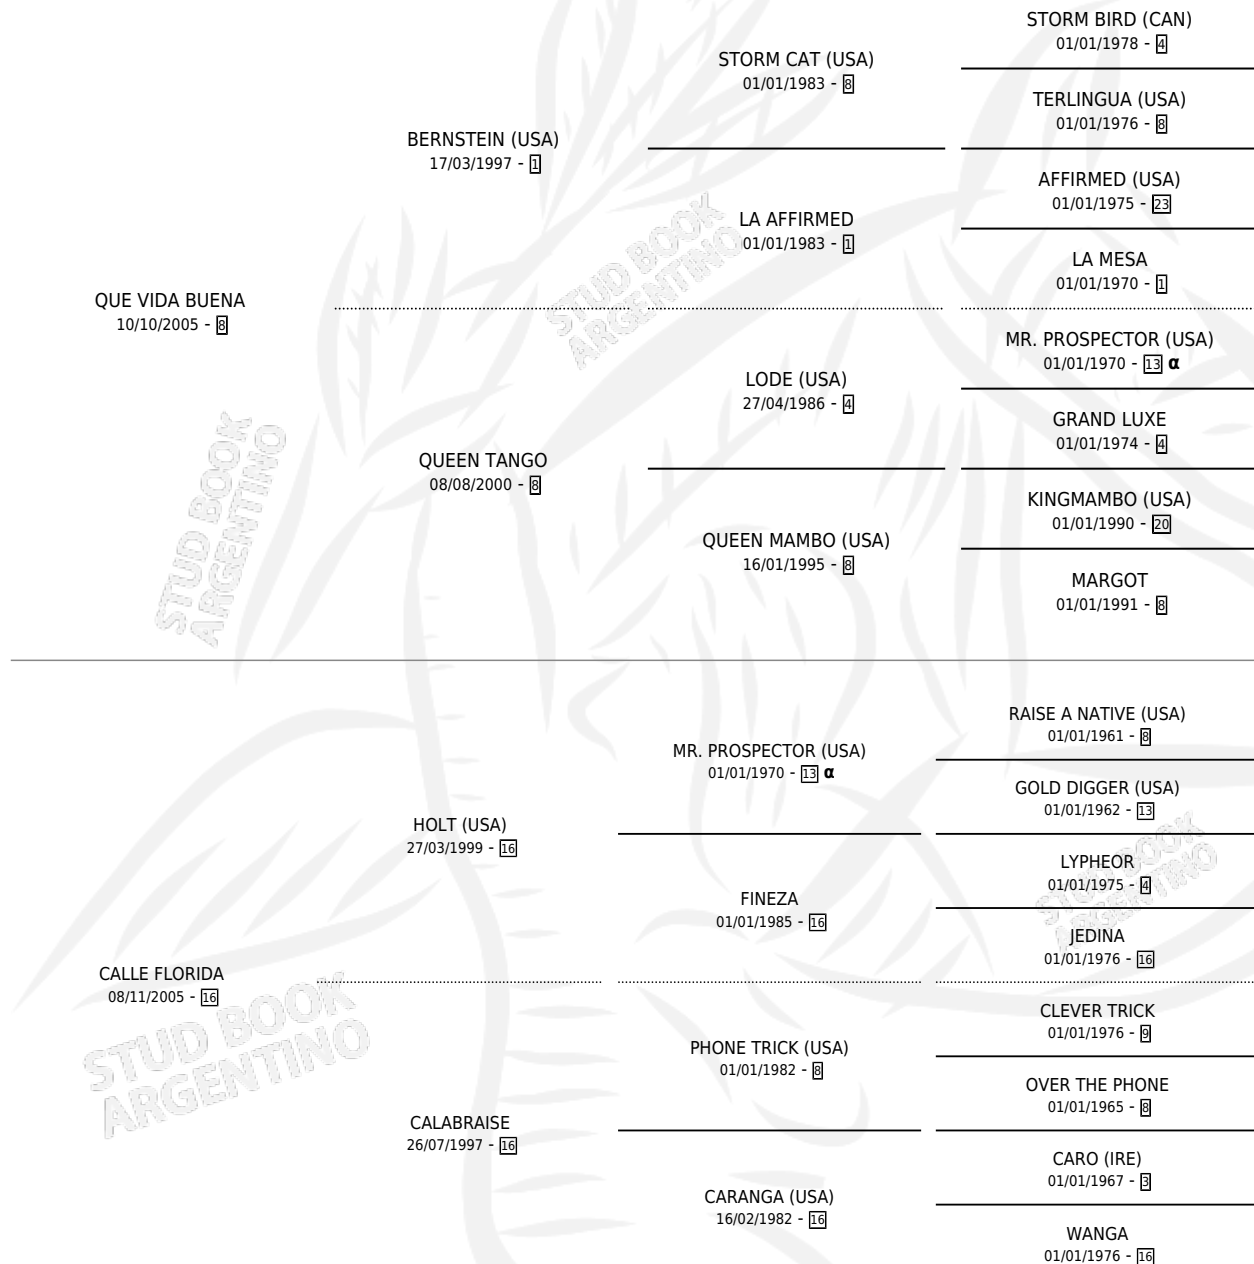 STORM BIRD (CAN)
01/01/1978 - 4
STORM CAT (USA)
01/01/1983 - 8
TERLINGUA (USA)
01/01/1976 - 8
BERNSTEIN (USA)
17/03/1997 - 1
AFFIRMED (USA)
01/01/1975 - 23
LA AFFIRMED
01/01/1983 - 1
LA MESA
01/01/1970 - 1
QUE VIDA BUENA
10/10/2005 - 8
MR. PROSPECTOR (USA)
01/01/1970 - 13 α
LODE (USA)
27/04/1986 - 4
GRAND LUXE
01/01/1974 - 4
QUEEN TANGO
08/08/2000 - 8
KINGMAMBO (USA)
01/01/1990 - 20
QUEEN MAMBO (USA)
16/01/1995 - 8
MARGOT
01/01/1991 - 8
STUD BOOK
ARGENTINO
STUD BOOK
ARGENTINO
RAISE A NATIVE (USA)
01/01/1961 - 8
MR. PROSPECTOR (USA)
01/01/1970 - 13 α
GOLD DIGGER (USA)
01/01/1962 - 13
HOLT (USA)
27/03/1999 - 16
LYPHEOR
01/01/1975 - 4
FINEZA
01/01/1985 - 16
JEDINA
01/01/1976 - 16
CALLE FLORIDA
08/11/2005 - 16
CLEVER TRICK
01/01/1976 - 9
PHONE TRICK (USA)
01/01/1982 - 8
OVER THE PHONE
01/01/1965 - 8
CALABRAISE
26/07/1997 - 16
CARO (IRE)
01/01/1967 - 3
CARANGA (USA)
16/02/1982 - 16
WANGA
01/01/1976 - 16
STUD BOOK
ARGENTINO
STUD BOOK
ARGENTINO